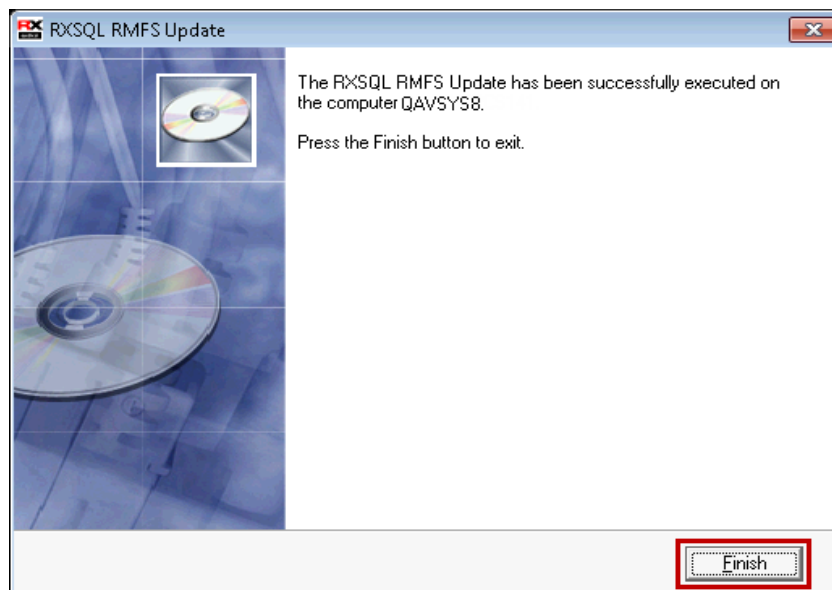 RX
RXSQL RMFS Update
The RXSQL RMFS Update has been successfully executed on
the computer QAVSYS8.
Press the Finish button to exit.
Finish